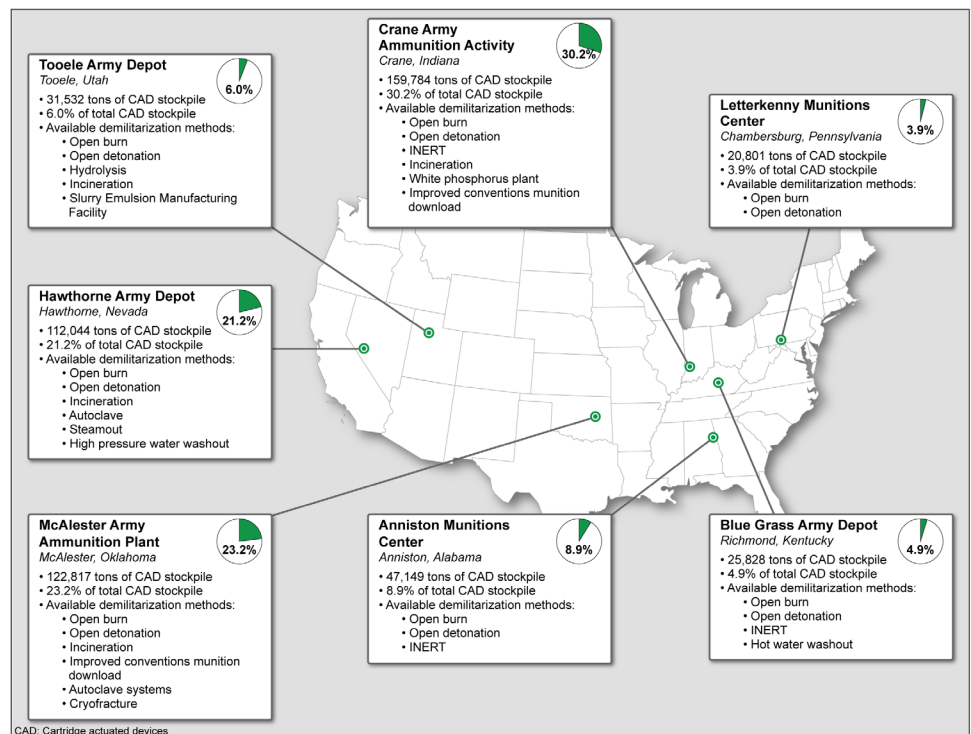 Tooele Army Depot
Tooele, Utah
6.0%
• 31,532 tons of CAD stockpile
• 6.0% of total CAD stockpile
• Available demilitarization methods:
• Open burn
• Open detonation
• Hydrolysis
• Incineration
• Slurry Emulsion Manufacturing
Facility
Crane Army
Ammunition Activity
Crane, Indiana
30.2%
• 159,784 tons of CAD stockpile
• 30.2% of total CAD stockpile
• Available demilitarization methods:
• Open burn
• Open detonation
• INERT
• Incineration
• White phosphorus plant
• Improved conventions munition
download
Letterkenny Munitions
Center
Chambersburg, Pennsylvania
3.9%
• 20,801 tons of CAD stockpile
• 3.9% of total CAD stockpile
• Available demilitarization methods:
• Open burn
• Open detonation
Hawthorne Army Depot
Hawthorne, Nevada
21.2%
• 112,044 tons of CAD stockpile
• 21.2% of total CAD stockpile
• Available demilitarization methods:
• Open burn
• Open detonation
• Incineration
• Autoclave
• Steamout
• High pressure water washout
McAlester Army
Ammunition Plant
McAlester, Oklahoma
23.2%
• 122,817 tons of CAD stockpile
• 23.2% of total CAD stockpile
• Available demilitarization methods:
• Open burn
• Open detonation
• Incineration
• Improved conventions munition
download
• Autoclave systems
• Cryofracture
Anniston Munitions
Center
Anniston, Alabama
8.9%
• 47,149 tons of CAD stockpile
• 8.9% of total CAD stockpile
• Available demilitarization methods:
• Open burn
• Open detonation
• INERT
Blue Grass Army Depot
Richmond, Kentucky
4.9%
• 25,828 tons of CAD stockpile
• 4.9% of total CAD stockpile
• Available demilitarization methods:
• Open burn
• Open detonation
• INERT
• Hot water washout
CAD: Cartridge actuated devices